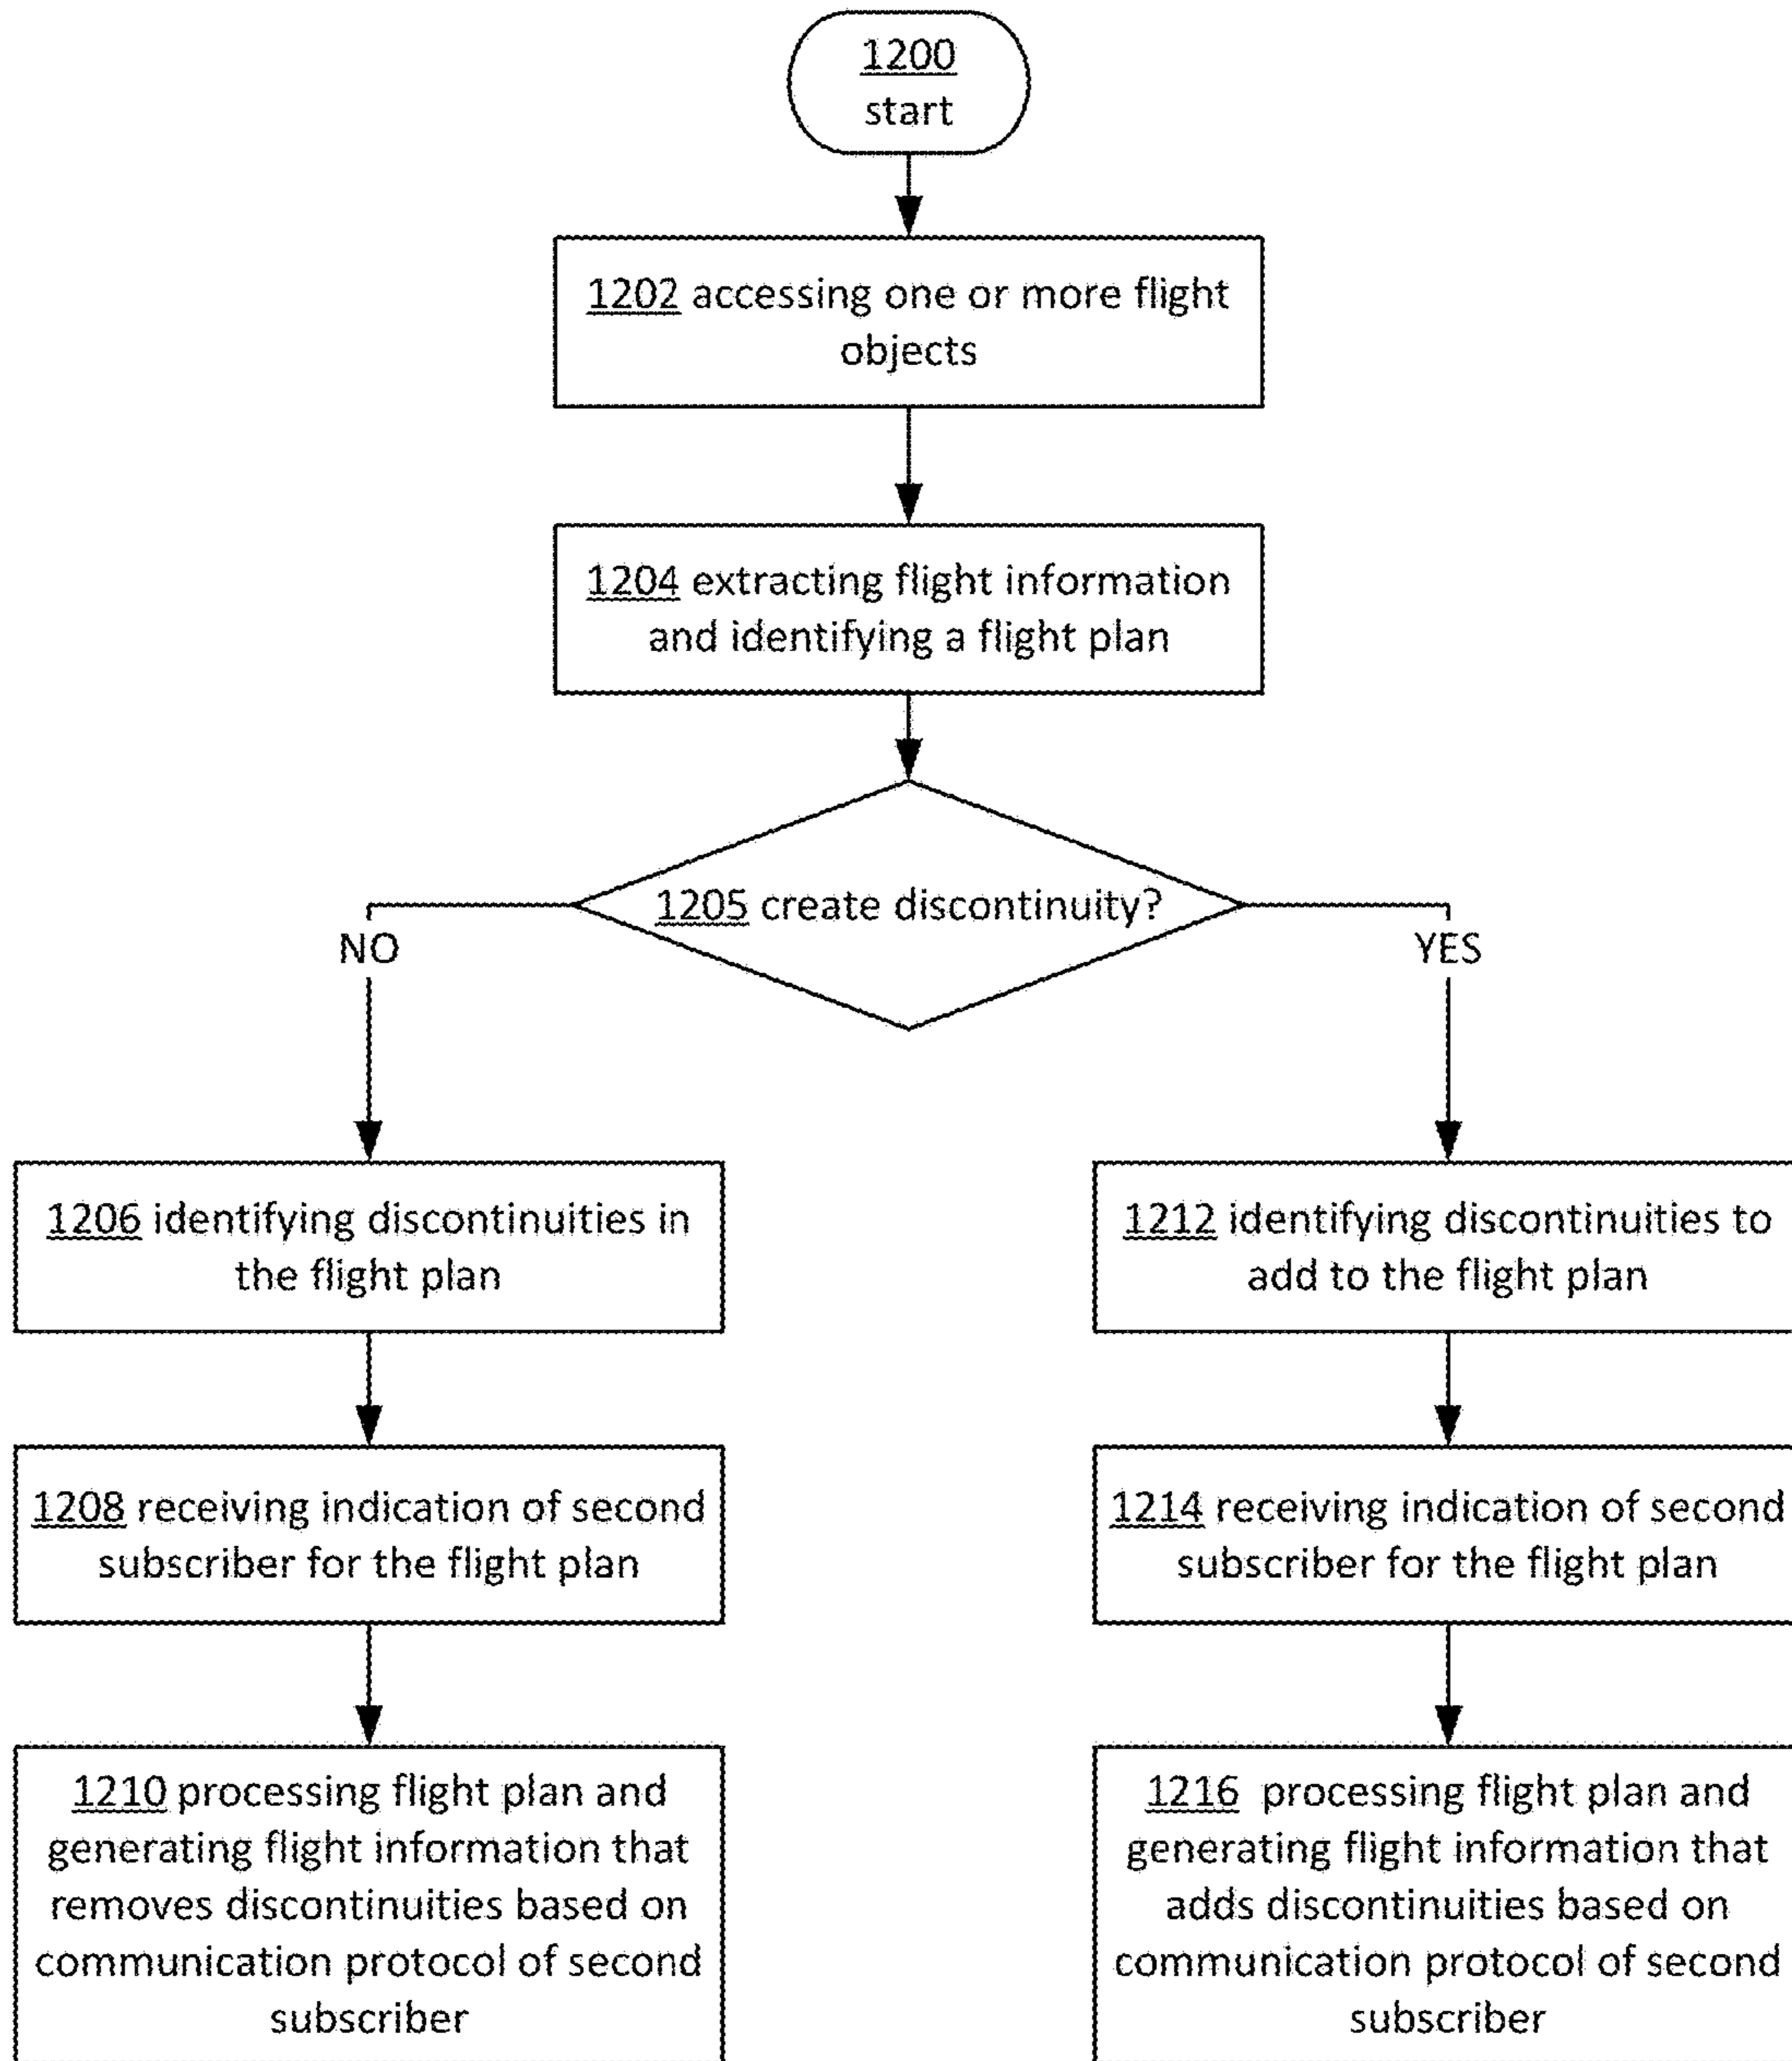 1200
start
1202 accessing one or more flight
objects
1204 extracting flight information
and identifying a flight plan
1205 create discontinuity?
NO
YES
1206 identifying discontinuities in
the flight plan
1212 identifying discontinuities to
add to the flight plan
1208 receiving indication of second
subscriber for the flight plan
1214 receiving indication of second
subscriber for the flight plan
1210 processing flight plan and
generating flight information that
removes discontinuities based on
communication protocol of second
subscriber
1216 processing flight plan and
generating flight information that
adds discontinuities based on
communication protocol of second
subscriber